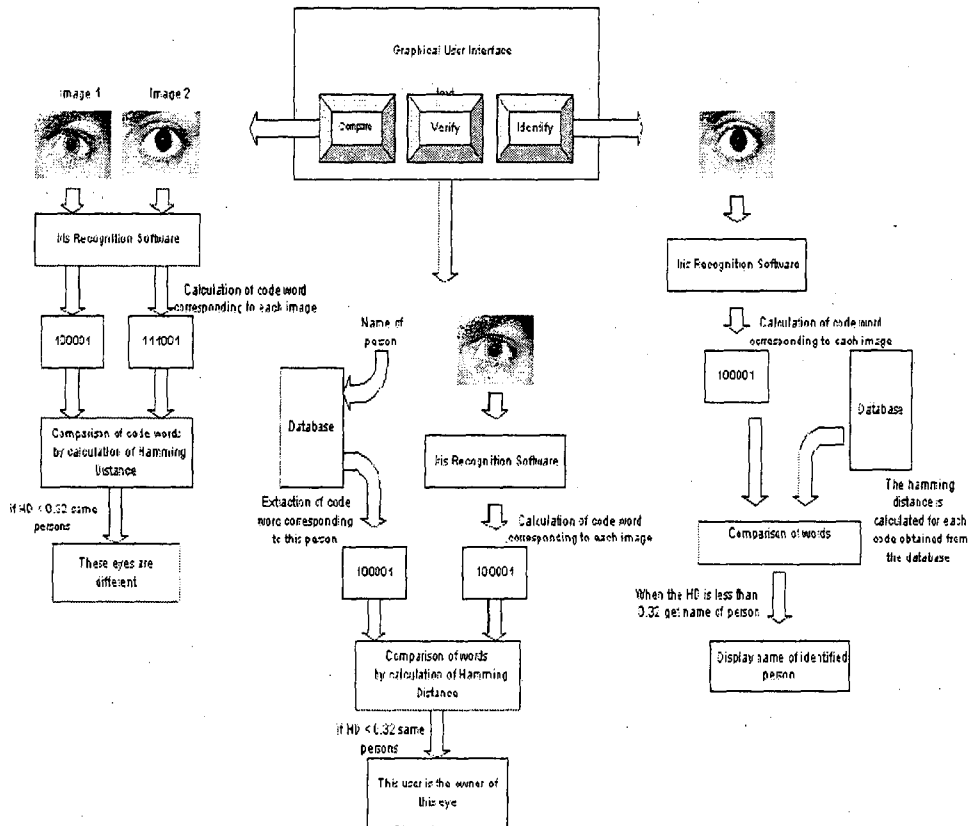 Graphical User Interface
Compare
Verify
Identify
Image 1
Image 2
Iris Recognition Software
Calculation of code word
corresponding to each image
100001
111001
Comparison of code words
by calculation of Hamming
Distance
if HD < 0.32 same
persons
These eyes are
different
Name of
person
Database
Extraction of code
word corresponding
to this person
Iris Recognition Software
Calculation of code word
corresponding to each image
100001
100001
Comparison of words
by calculation of Hamming
Distance
if HD < 0.32 same
persons
This user is the owner of
this eye
Iris Recognition Software
Calculation of code word
corresponding to each image
100001
Database
The hamming
distance is
calculated for each
code obtained from
the database
Comparison of words
When the HD is less than
0.32 get name of person
Display name of identified
person